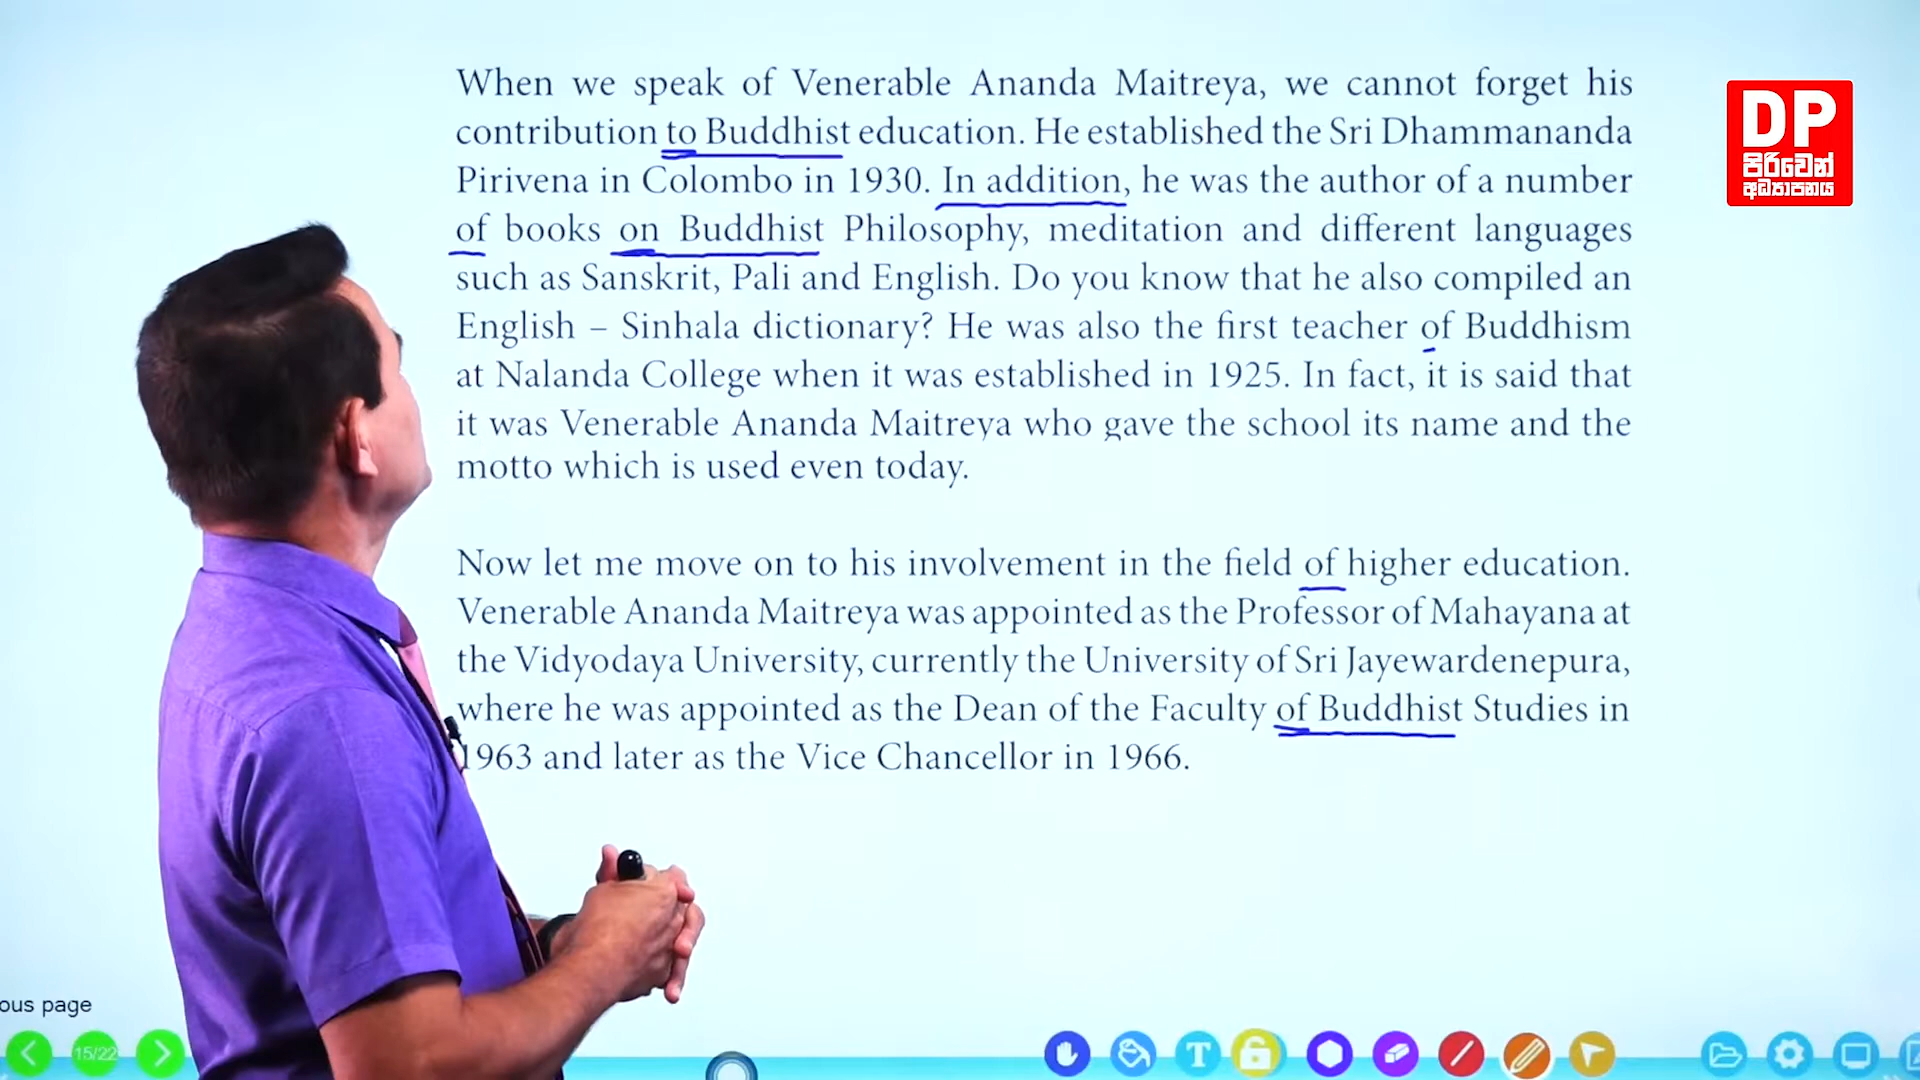 When we speak of Venerable Ananda Maitreya, we cannot forget his
contribution to Buddhist education. He established the Sri Dhammananda
Pirivena in Colombo in 1930. In addition, he was the author of a number
of books on Buddhist Philosophy, meditation and different languages
such as Sanskrit, Pali and English. Do you know that he also compiled an
English – Sinhala dictionary? He was also the first teacher of Buddhism
at Nalanda College when it was established in 1925. In fact, it is said that
it was Venerable Ananda Maitreya who gave the school its name and the
motto which is used even today.
Now let me move on to his involvement in the field of higher education.
Venerable Ananda Maitreya was appointed as the Professor of Mahayana at
the Vidyodaya University, currently the University of Sri Jayewardenepura,
where he was appointed as the Dean of the Faculty of Buddhist Studies in
1963 and later as the Vice Chancellor in 1966.
DP
පිරිවෙන්
අධ්‍යාපනය
ous page
15/22
T